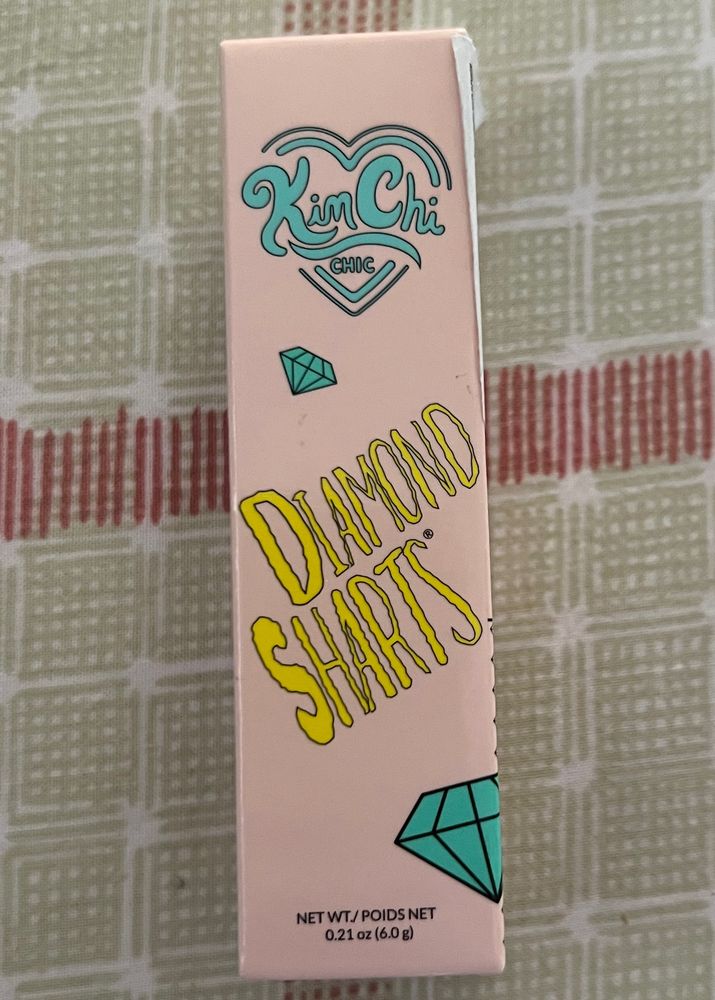 KimChi
CHIC
DIAMOND
SHARTS®
NET WT./ POIDS NET
0.21 oz (6.0 g)